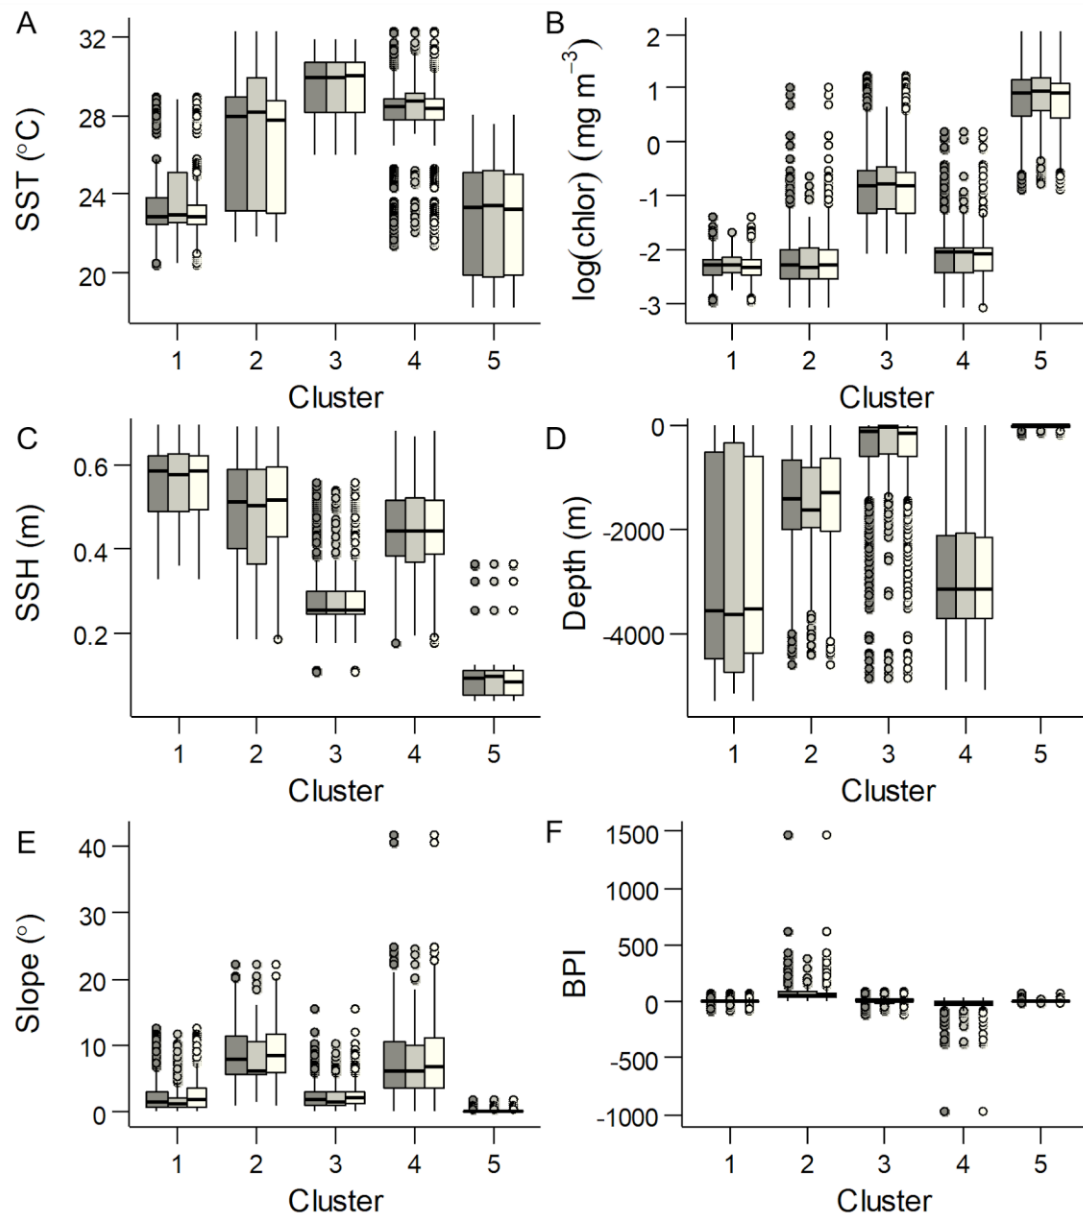 A
SST (°C)
32
28
24
20
1 2 3 4 5
Cluster
B
log(chlor) (mg m⁻³)
2
1
0
-1
-2
-3
1 2 3 4 5
Cluster
C
SSH (m)
0.6
0.4
0.2
1 2 3 4 5
Cluster
D
Depth (m)
0
-2000
-4000
1 2 3 4 5
Cluster
E
Slope (°)
40
30
20
10
0
1 2 3 4 5
Cluster
F
BPI
1500
1000
500
0
-500
-1000
1 2 3 4 5
Cluster